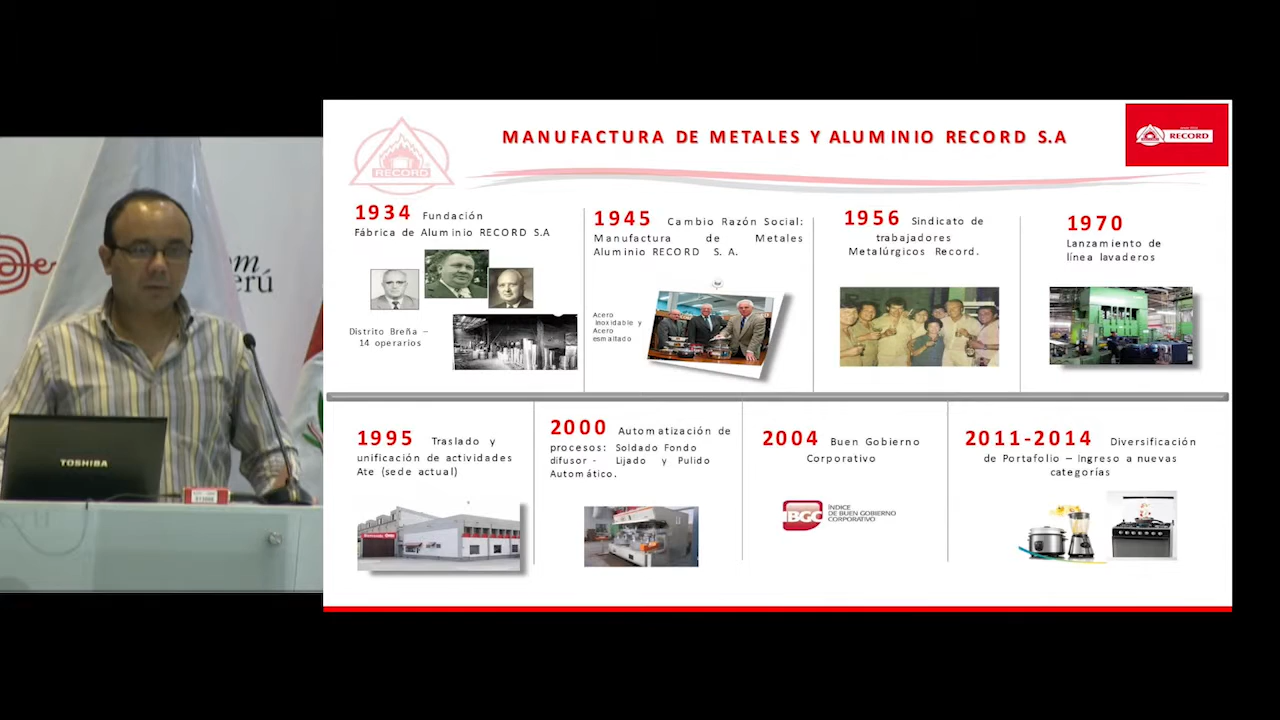 MANUFACTURA DE METALES Y ALUMINIO RECORD S.A
RECORD
RECORD
1934 Fundación
Fábrica de Aluminio RECORD S.A
Distrito Breña –
14 operarios
1945 Cambio Razón Social:
Manufactura de Metales
Aluminio RECORD S. A.
Acero
Inoxidable y
Acero
esmaltado
1956 Sindicato de
trabajadores
Metalúrgicos Record.
1970
Lanzamiento de
línea lavaderos
1995 Traslado y
unificación de actividades
Ate (sede actual)
2000 Automatización de
procesos: Soldado Fondo
difusor - Lijado y Pulido
Automático.
2004 Buen Gobierno
Corporativo
IBGC
ÍNDICE
DE BUEN GOBIERNO
CORPORATIVO
2011-2014 Diversificación
de Portafolio – Ingreso a nuevas
categorías
TOSHIBA